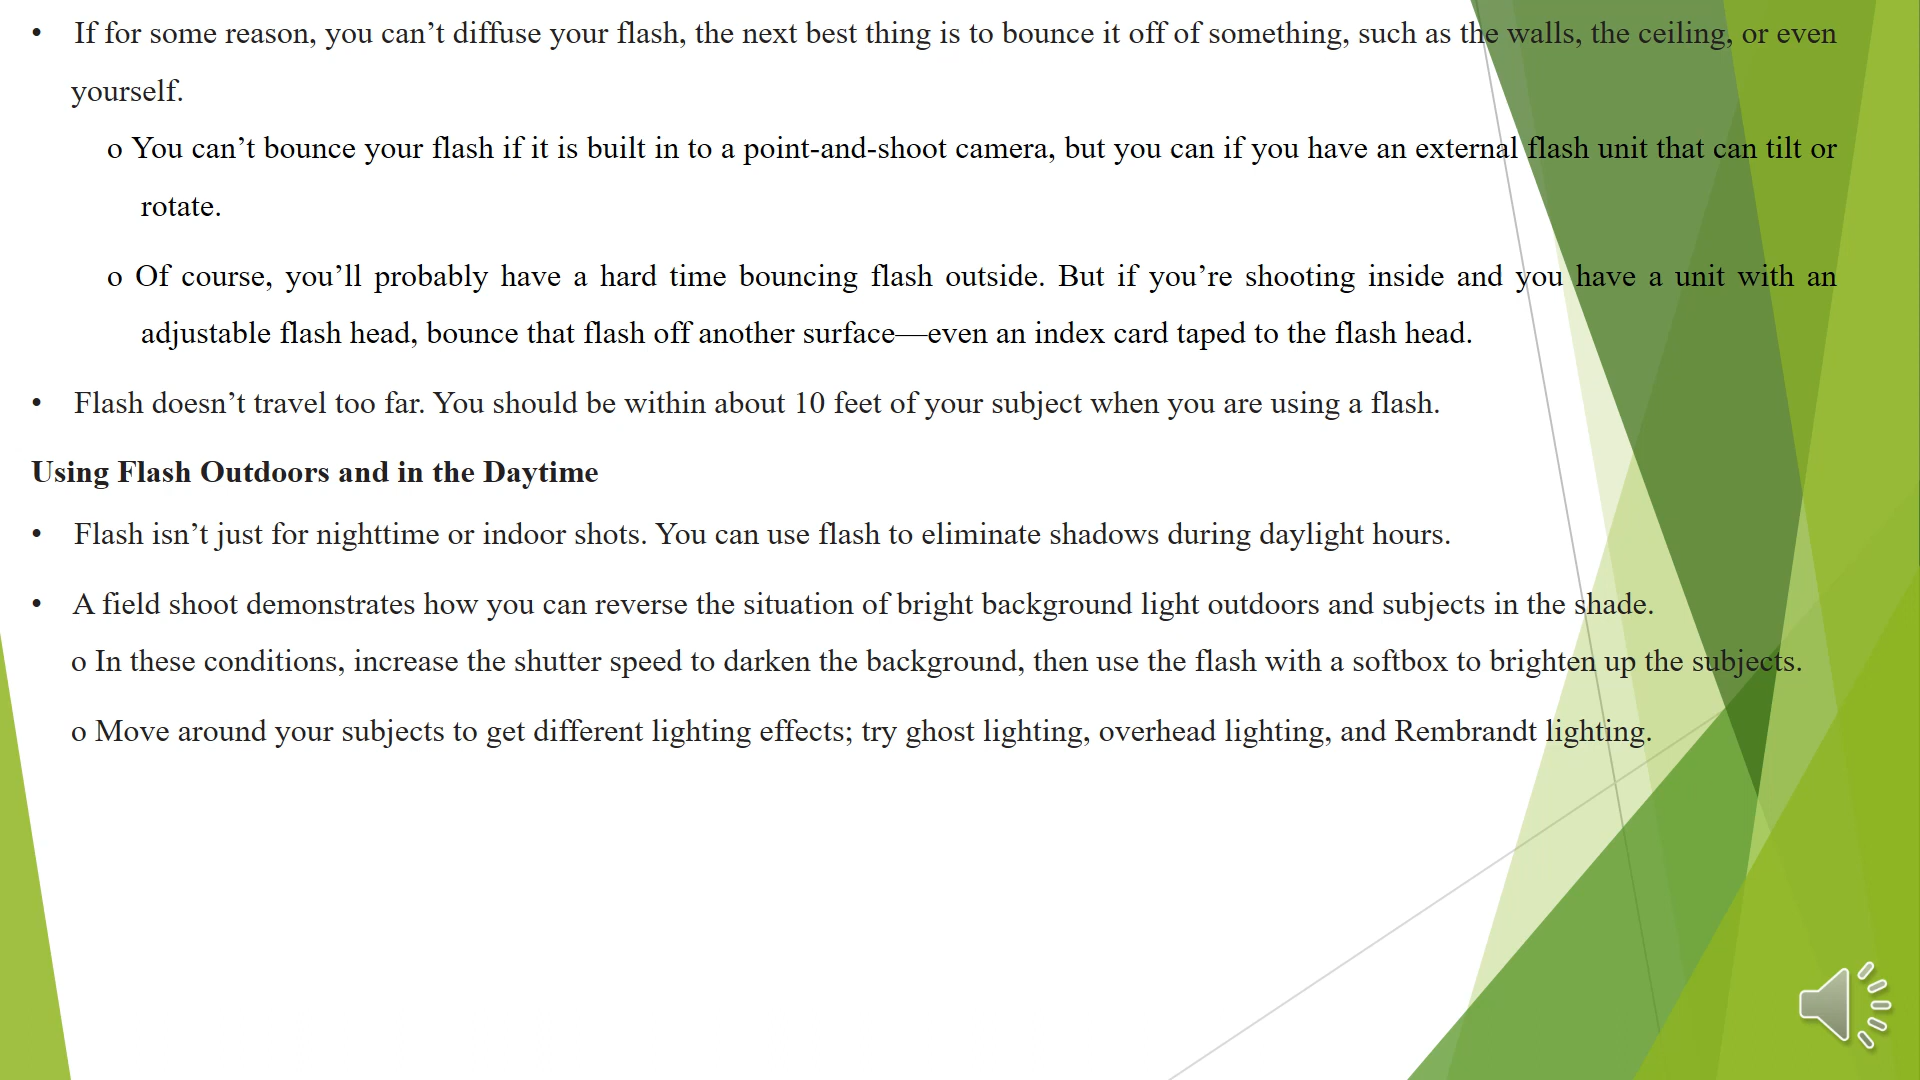 • If for some reason, you can’t diffuse your flash, the next best thing is to bounce it off of something, such as the walls, the ceiling, or even
yourself.
o You can’t bounce your flash if it is built in to a point-and-shoot camera, but you can if you have an external flash unit that can tilt or
rotate.
o Of course, you’ll probably have a hard time bouncing flash outside. But if you’re shooting inside and you have a unit with an
adjustable flash head, bounce that flash off another surface—even an index card taped to the flash head.
• Flash doesn’t travel too far. You should be within about 10 feet of your subject when you are using a flash.
Using Flash Outdoors and in the Daytime
• Flash isn’t just for nighttime or indoor shots. You can use flash to eliminate shadows during daylight hours.
• A field shoot demonstrates how you can reverse the situation of bright background light outdoors and subjects in the shade.
o In these conditions, increase the shutter speed to darken the background, then use the flash with a softbox to brighten up the subjects.
o Move around your subjects to get different lighting effects; try ghost lighting, overhead lighting, and Rembrandt lighting.